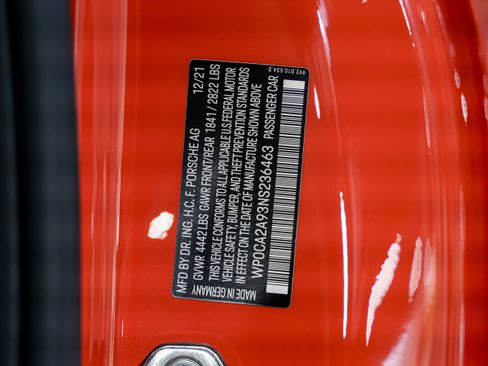 992.010.534.D
MFD BY DR. ING. H.C. F. PORSCHE AG 12/21
GVWR 4442 LBS GAWR FRONT/REAR 1841 / 2822 LBS
THIS VEHICLE CONFORMS TO ALL APPLICABLE U.S. FEDERAL MOTOR
VEHICLE SAFETY, BUMPER, AND THEFT PREVENTION STANDARDS
IN EFFECT ON THE DATE OF MANUFACTURE SHOWN ABOVE
WP0CA2A93NS236463 PASSENGER CAR
MADE IN GERMANY